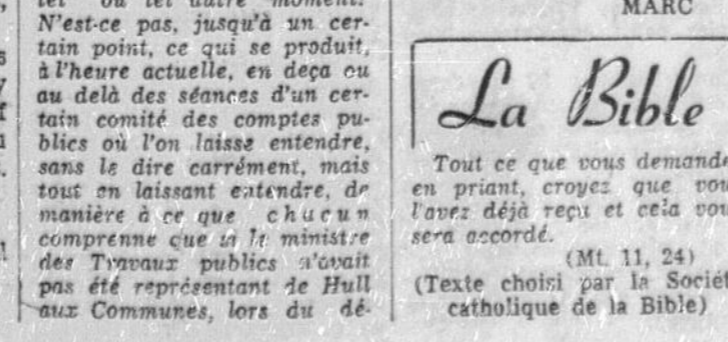 tel ou tel autre moment.
N'est-ce pas, jusqu'à un cer-
tain point, ce qui se produit,
à l'heure actuelle, en deça ou
au delà des séances d'un cer-
tain comité des comptes pu-
blics où l'on laisse entendre,
sans le dire carrément, mais
tout en laissant entendre, de
manière à ce que chacun
comprenne que si le ministre
des Travaux publics n'avait
pas été représentant de Hull
aux Communes, lors du dé-
MARC
La Bible
Tout ce que vous demande
en priant, croyez que vou
l'avez déjà reçu et cela vou
sera accordé.
(Mt. 11, 24)
(Texte choisi par la Sociét
catholique de la Bible)